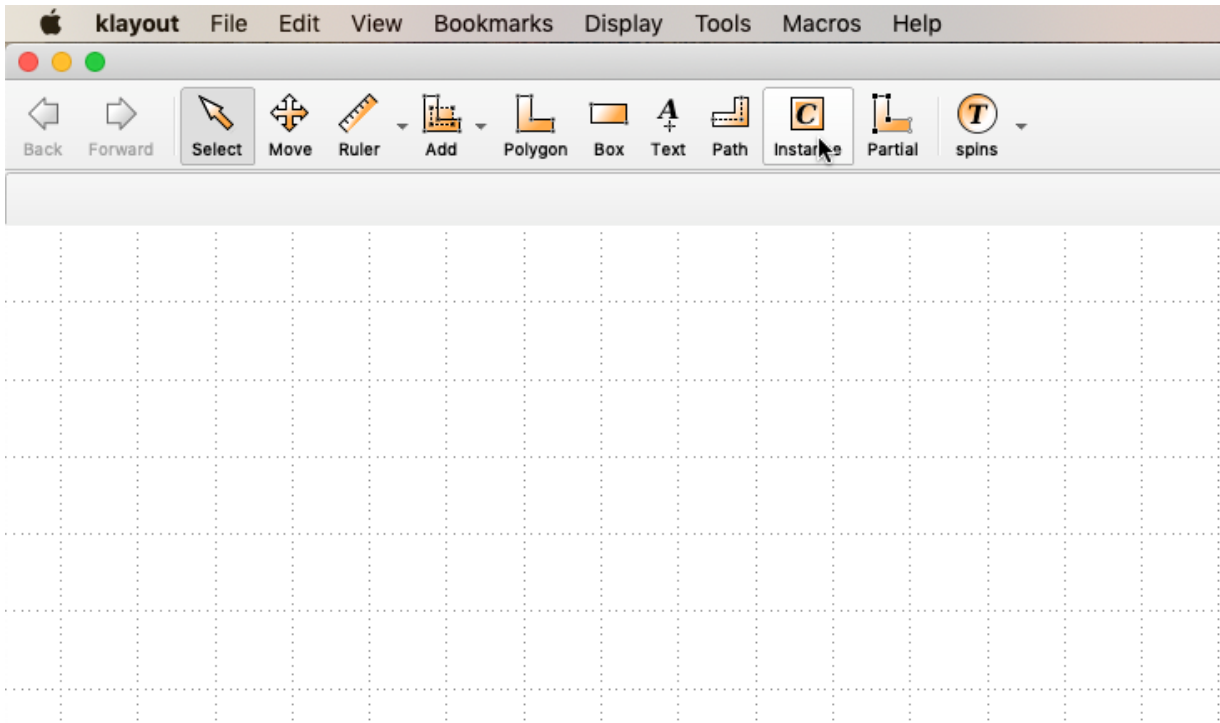 klayout File Edit View Bookmarks Display Tools Macros Help
A C T
Back Forward Select Move Ruler Add Polygon Box Text Path Instance Partial spins